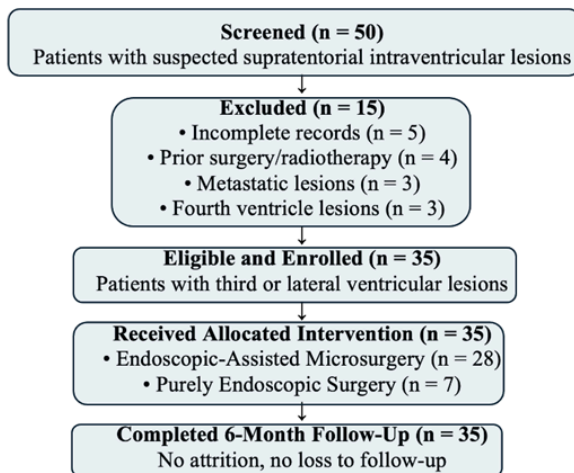 Screened (n = 50)
Patients with suspected supratentorial intraventricular lesions
↓
Excluded (n = 15)
• Incomplete records (n = 5)
• Prior surgery/radiotherapy (n = 4)
• Metastatic lesions (n = 3)
• Fourth ventricle lesions (n = 3)
↓
Eligible and Enrolled (n = 35)
Patients with third or lateral ventricular lesions
↓
Received Allocated Intervention (n = 35)
• Endoscopic-Assisted Microsurgery (n = 28)
• Purely Endoscopic Surgery (n = 7)
↓
Completed 6-Month Follow-Up (n = 35)
No attrition, no loss to follow-up